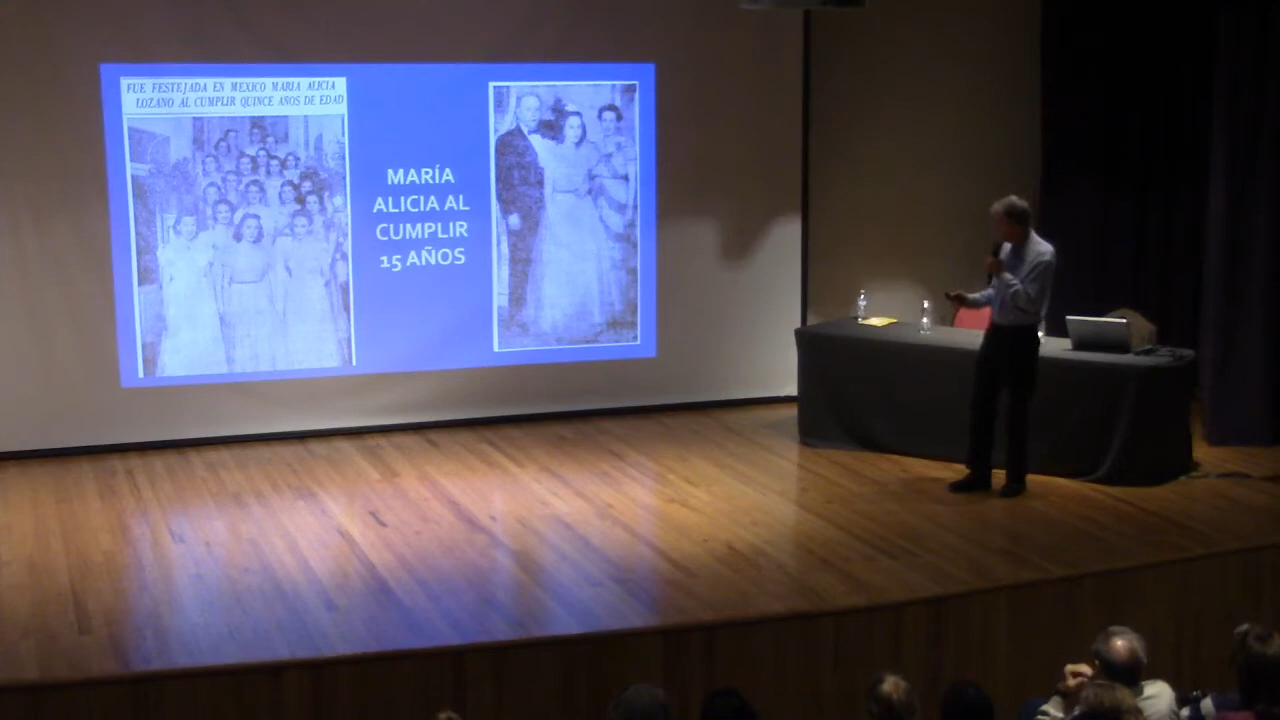 FUE FESTEJADA EN MEXICO MARIA ALICIA
LOZANO AL CUMPLIR QUINCE AÑOS DE EDAD
MARÍA
ALICIA AL
CUMPLIR
15 AÑOS